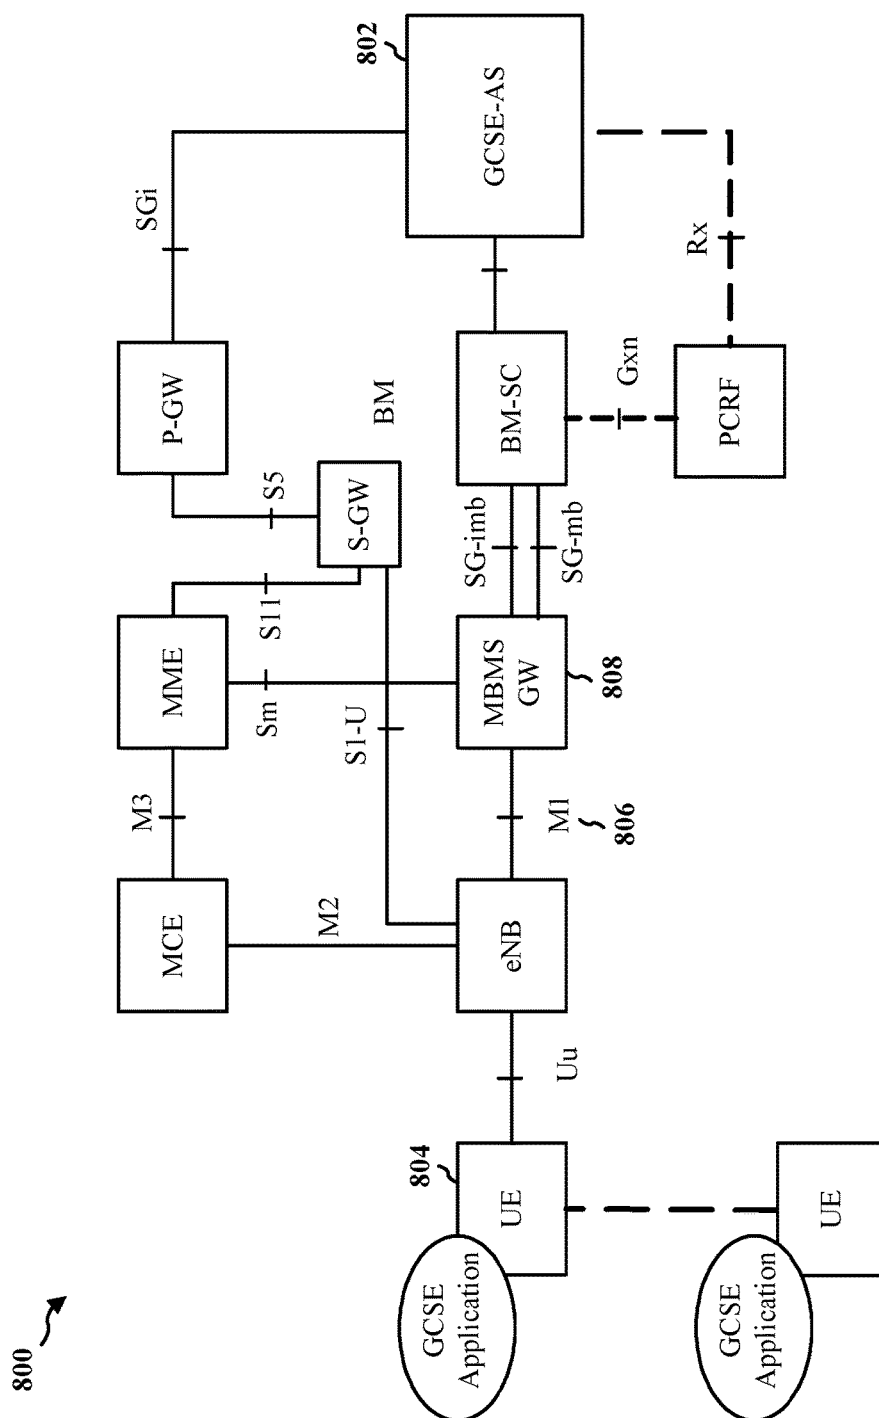 800
M3
SGi
MCE
MME
P-GW
Sm
S11
S5
M2
S1-U
S-GW
802
BM
804
GCSE
Application
UE
eNB
MBMS
GW
SG-imb
BM-SC
GCSE-AS
Uu
M1
SG-mb
806
808
Gxn
Rx
PCRF
GCSE
Application
UE